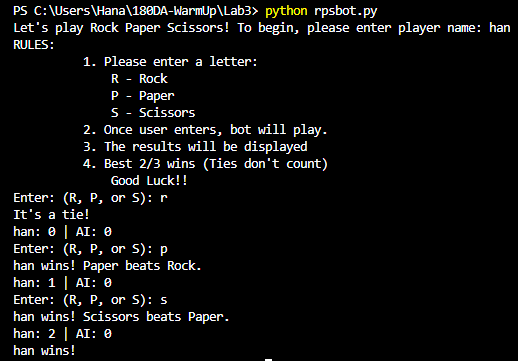 PS C:\Users\Hana\180DA-WarmUp\Lab3> python rpsbot.py
Let's play Rock Paper Scissors! To begin, please enter player name: han
RULES:
1. Please enter a letter:
R - Rock
P - Paper
S - Scissors
2. Once user enters, bot will play.
3. The results will be displayed
4. Best 2/3 wins (Ties don't count)
Good Luck!!
Enter: (R, P, or S): r
It's a tie!
han: 0 | AI: 0
Enter: (R, P, or S): p
han wins! Paper beats Rock.
han: 1 | AI: 0
Enter: (R, P, or S): s
han wins! Scissors beats Paper.
han: 2 | AI: 0
han wins!